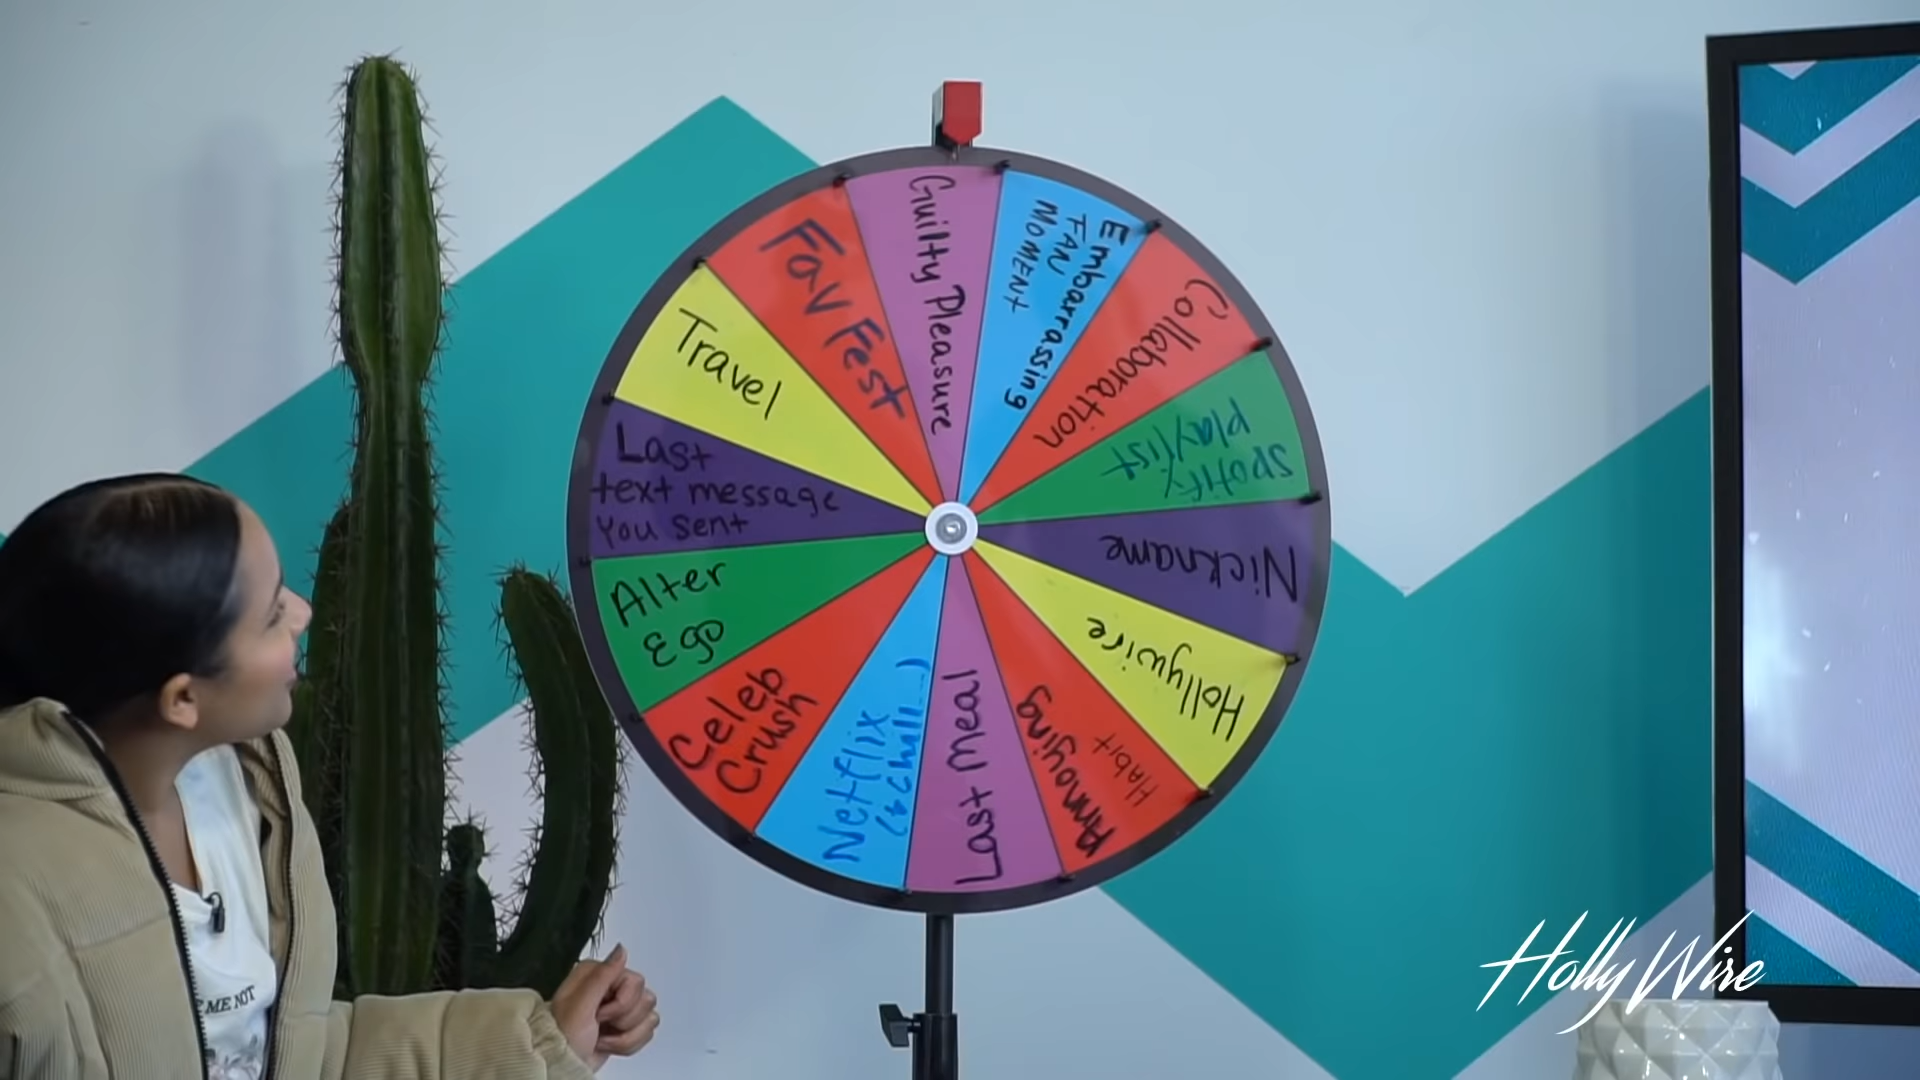 Guilty Pleasure
Embarrassing
FAN
MOMENt
Collaboration
Spotify
playlist
Nickname
Hollywire
Annoying
HAbit
Last Meal
Netflix
(+chill..)
Celeb
Crush
Alter
Ego
Last
text message
you sent
Travel
Fav Fest
ME NOT
HollyWire